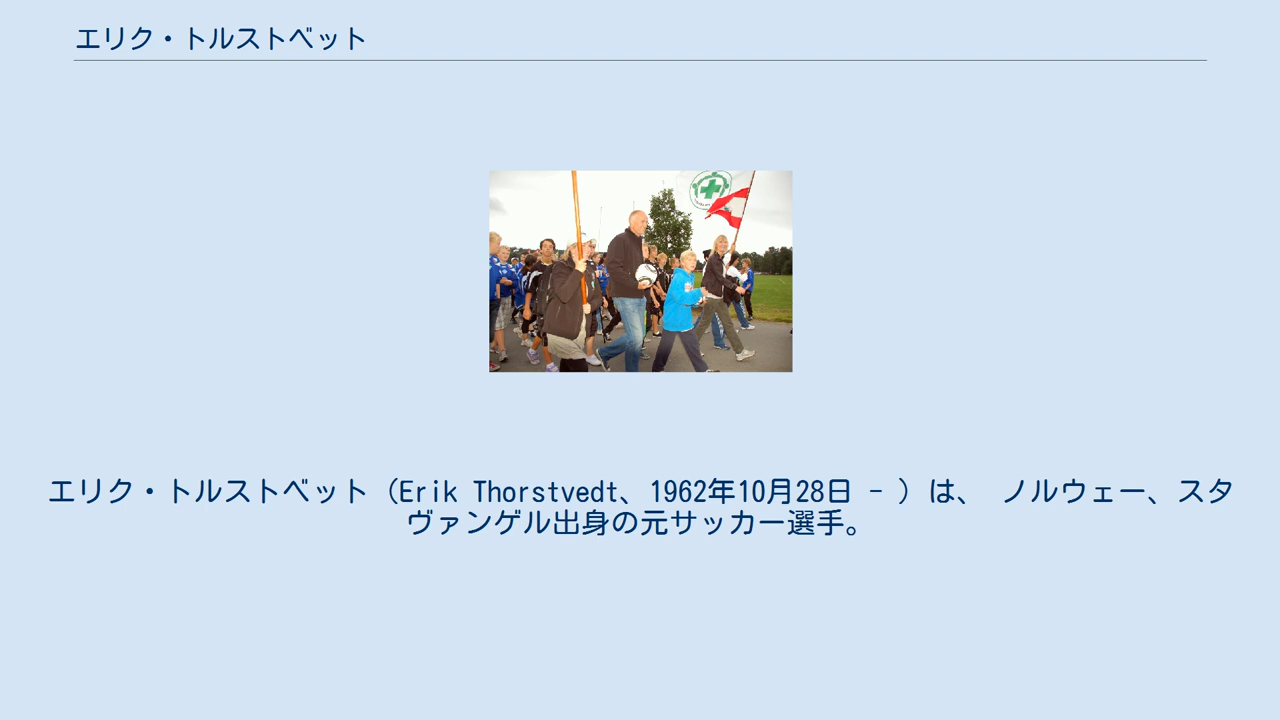 エリク・トルストベット
エリク・トルストベット（Erik Thorstvedt、1962年10月28日 - ）は、 ノルウェー、スタ
ヴァンゲル出身の元サッカー選手。